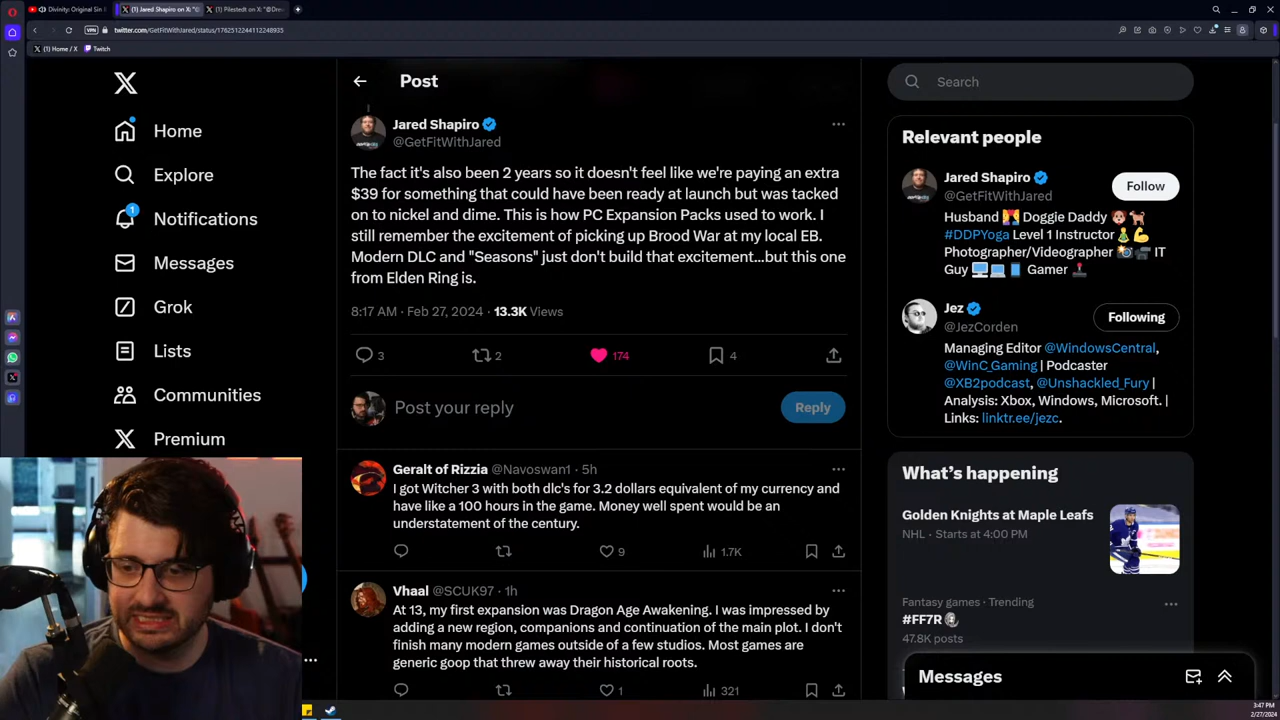 (1) Divinity: Original Sin
(1) Jared Shapiro on X: "@
Pilestedt on X: "@Drew
VPN
twitter.com/GetFitWithJared/status/1762512244112248935
(1) Home / X
Twitch
Post
Search
Home
Explore
1
Notifications
Messages
Grok
Lists
Communities
Premium
Jared Shapiro
@GetFitWithJared
The fact it's also been 2 years so it doesn't feel like we're paying an extra
$39 for something that could have been ready at launch but was tacked
on to nickel and dime. This is how PC Expansion Packs used to work. I
still remember the excitement of picking up Brood War at my local EB.
Modern DLC and "Seasons" just don't build that excitement...but this one
from Elden Ring is.
8:17 AM · Feb 27, 2024 · 13.3K Views
3
2
174
4
Post your reply
Reply
Geralt of Rizzia @Navoswan1 · 5h
I got Witcher 3 with both dlc's for 3.2 dollars equivalent of my currency and
have like a 100 hours in the game. Money well spent would be an
understatement of the century.
9
1.7K
Vhaal @SCUK97 · 1h
At 13, my first expansion was Dragon Age Awakening. I was impressed by
adding a new region, companions and continuation of the main plot. I don't
finish many modern games outside of a few studios. Most games are
generic goop that threw away their historical roots.
1
321
Relevant people
Jared Shapiro
@GetFitWithJared
Follow
Husband Doggie Daddy
#DDPYoga Level 1 Instructor
Photographer/Videographer IT
Guy Gamer
Jez
@JezCorden
Following
Managing Editor @WindowsCentral,
@WinC_Gaming | Podcaster
@XB2podcast, @Unshackled_Fury |
Analysis: Xbox, Windows, Microsoft. |
Links: linktr.ee/jezc.
What's happening
Golden Knights at Maple Leafs
NHL · Starts at 4:00 PM
Fantasy games · Trending
#FF7R
47.8K posts
Messages
3:47 PM
2/27/2024